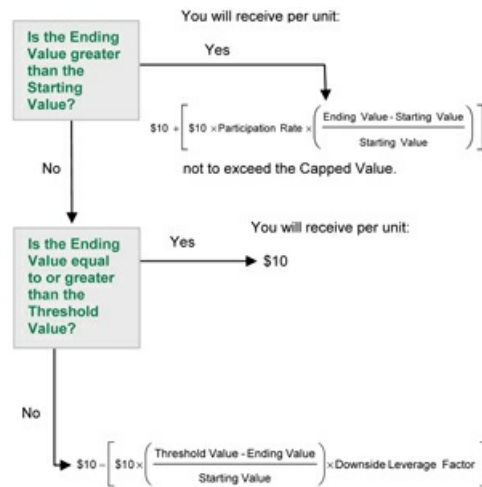 You will receive per unit:
Is the Ending
Value greater
than the
Starting
Value?
Yes
$10 + [ $10 × Participation Rate × ( Ending Value - Starting Value / Starting Value ) ]
not to exceed the Capped Value.
No
You will receive per unit:
Is the Ending
Value equal
to or greater
than the
Threshold
Value?
Yes
$10
No
$10 – [ $10 × ( Threshold Value - Ending Value / Starting Value ) × Downside Leverage Factor ]